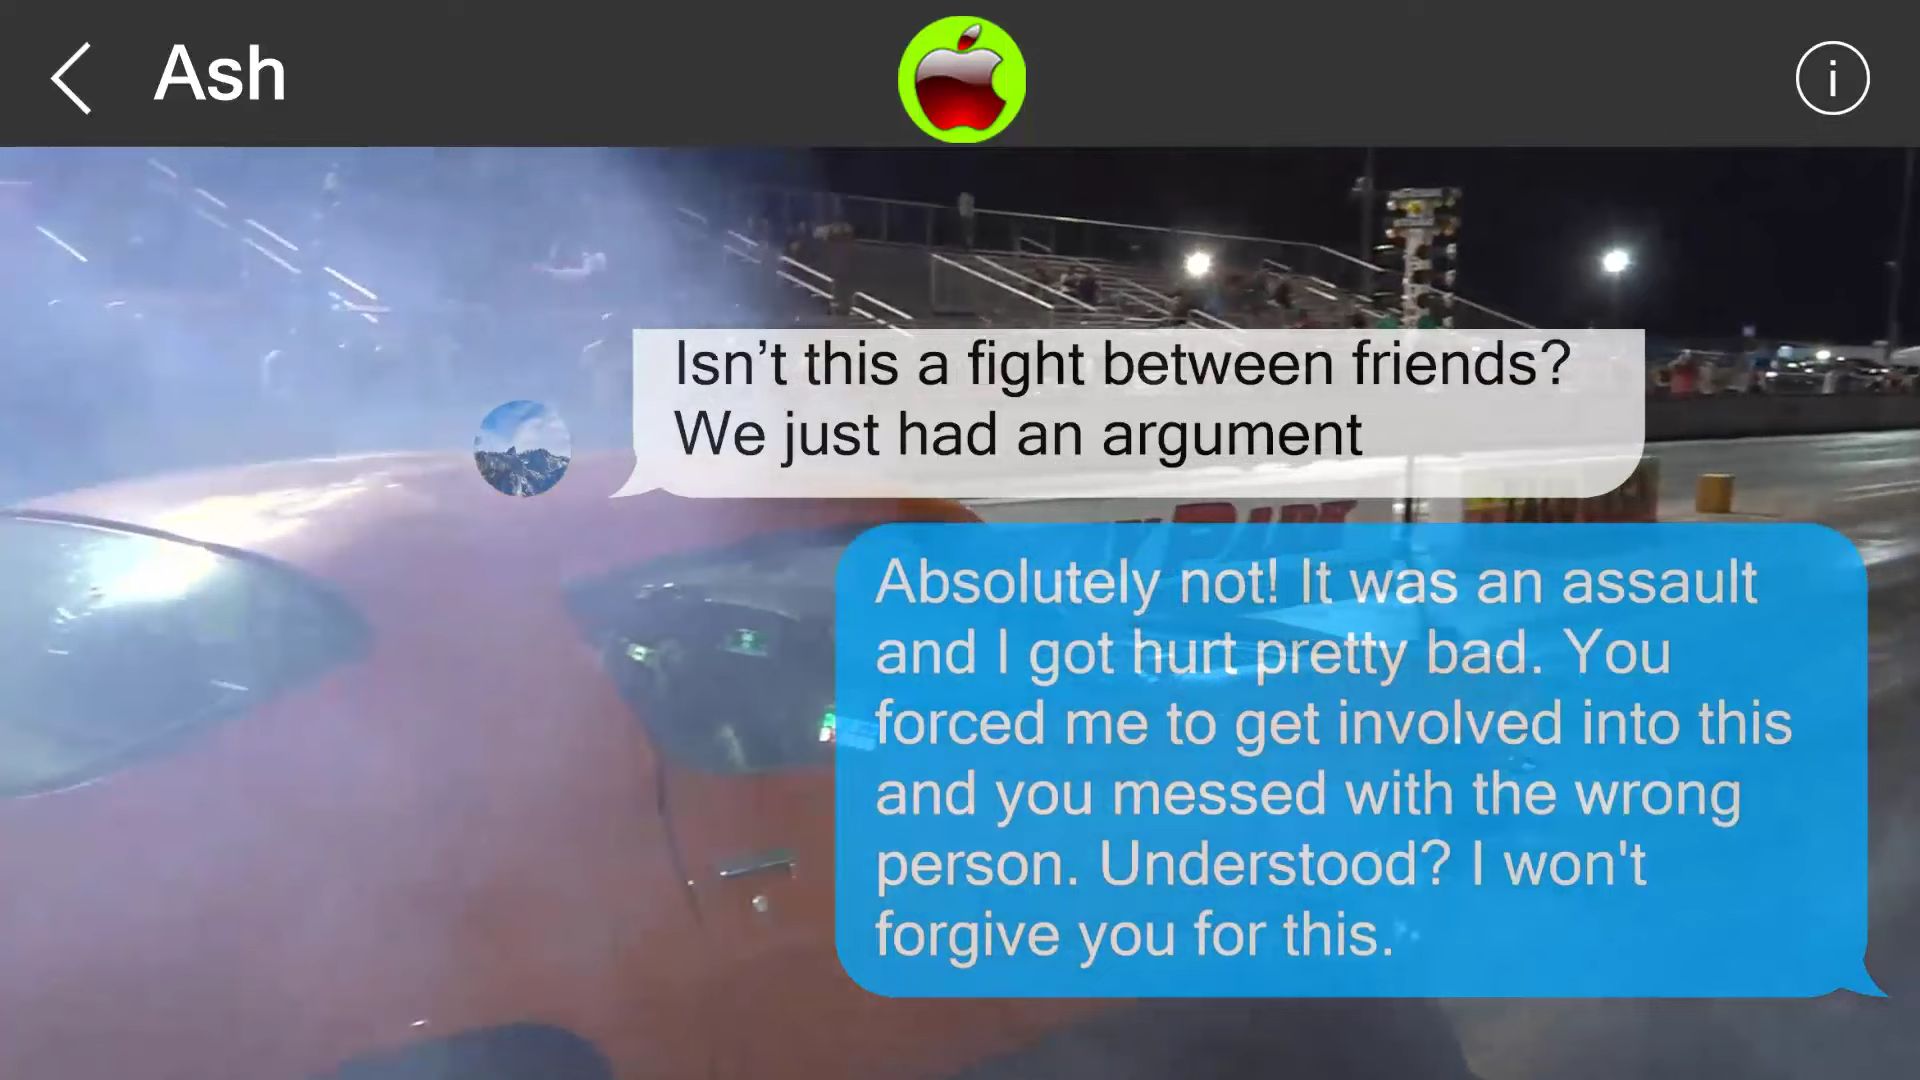 Ash
Isn’t this a fight between friends?
We just had an argument
Absolutely not! It was an assault
and I got hurt pretty bad. You
forced me to get involved into this
and you messed with the wrong
person. Understood? I won't
forgive you for this.